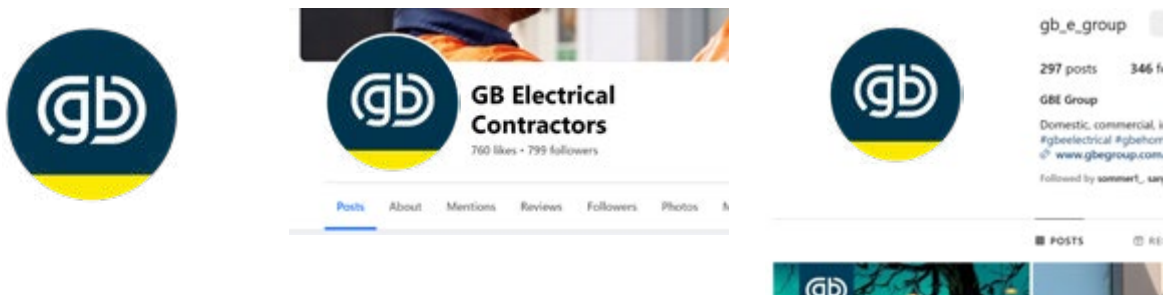 gb
gb
GB Electrical
Contractors
760 likes • 799 followers
Posts About Mentions Reviews Followers Photos
gb
gb_e_group
297 posts 346
GBE Group
Domestic, commercial,
#gbeelectrical
www.gbegroup.com.
Followed by sommert_,
POSTS
gb